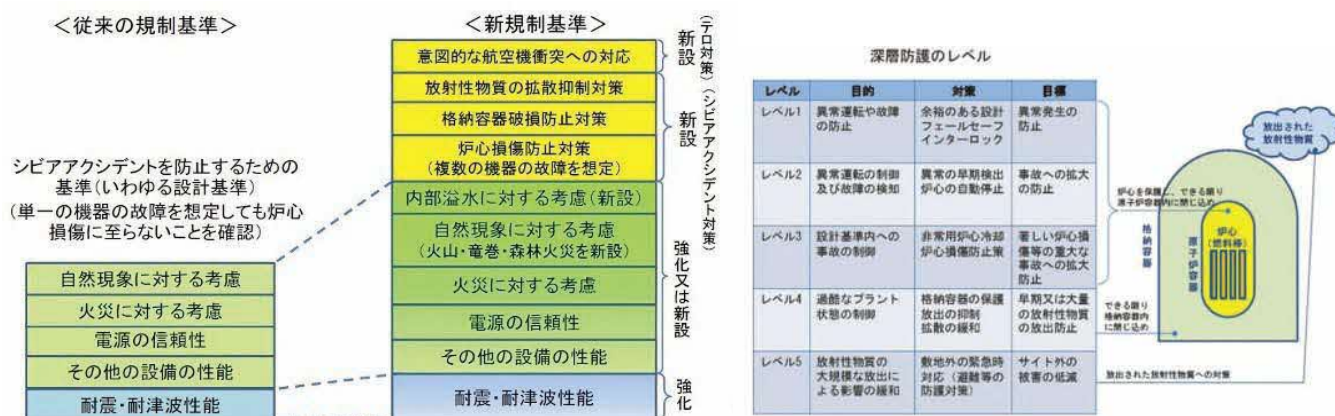 ＜従来の規制基準＞
シビアアクシデントを防止するための
基準(いわゆる設計基準)
(単一の機器の故障を想定しても炉心
損傷に至らないことを確認)
自然現象に対する考慮
火災に対する考慮
電源の信頼性
その他の設備の性能
耐震・耐津波性能
＜新規制基準＞
意図的な航空機衝突への対応
放射性物質の拡散抑制対策
格納容器破損防止対策
炉心損傷防止対策
(複数の機器の故障を想定)
内部溢水に対する考慮(新設)
自然現象に対する考慮
(火山・竜巻・森林火災を新設)
火災に対する考慮
電源の信頼性
その他の設備の性能
耐震・耐津波性能
新設
(テロ対策)
新設
(シビアアクシデント対策)
強化又は新設
強化
深層防護のレベル
レベル 目的 対策 目標
レベル1 異常運転や故障 余裕のある設計 異常発生の
の防止 フェールセーフ 防止
インターロック
レベル2 異常運転の制御 異常の早期検出 事故への拡大
及び故障の検知 炉心の自動停止 の防止
レベル3 設計基準内への 非常用炉心冷却 著しい炉心損
事故の制御 炉心損傷防止策 傷等の重大な
事故への拡大
防止
レベル4 過酷なプラント 格納容器の保護 早期又は大量
状態の制御 放出の抑制 の放射性物質
拡散の緩和 の放出防止
レベル5 放射性物質の 敷地外の緊急時 サイト外の
大規模な放出に 対応（避難等の 被害の低減
よる影響の緩和 防護対策）
放出された
放射性物質
炉心を保護し、できる限り
原子炉容器内に閉じ込め
格納容器
原子炉容器
炉心
(燃料棒)
できる限り
格納容器内
に閉じ込め
放出された放射性物質への対策